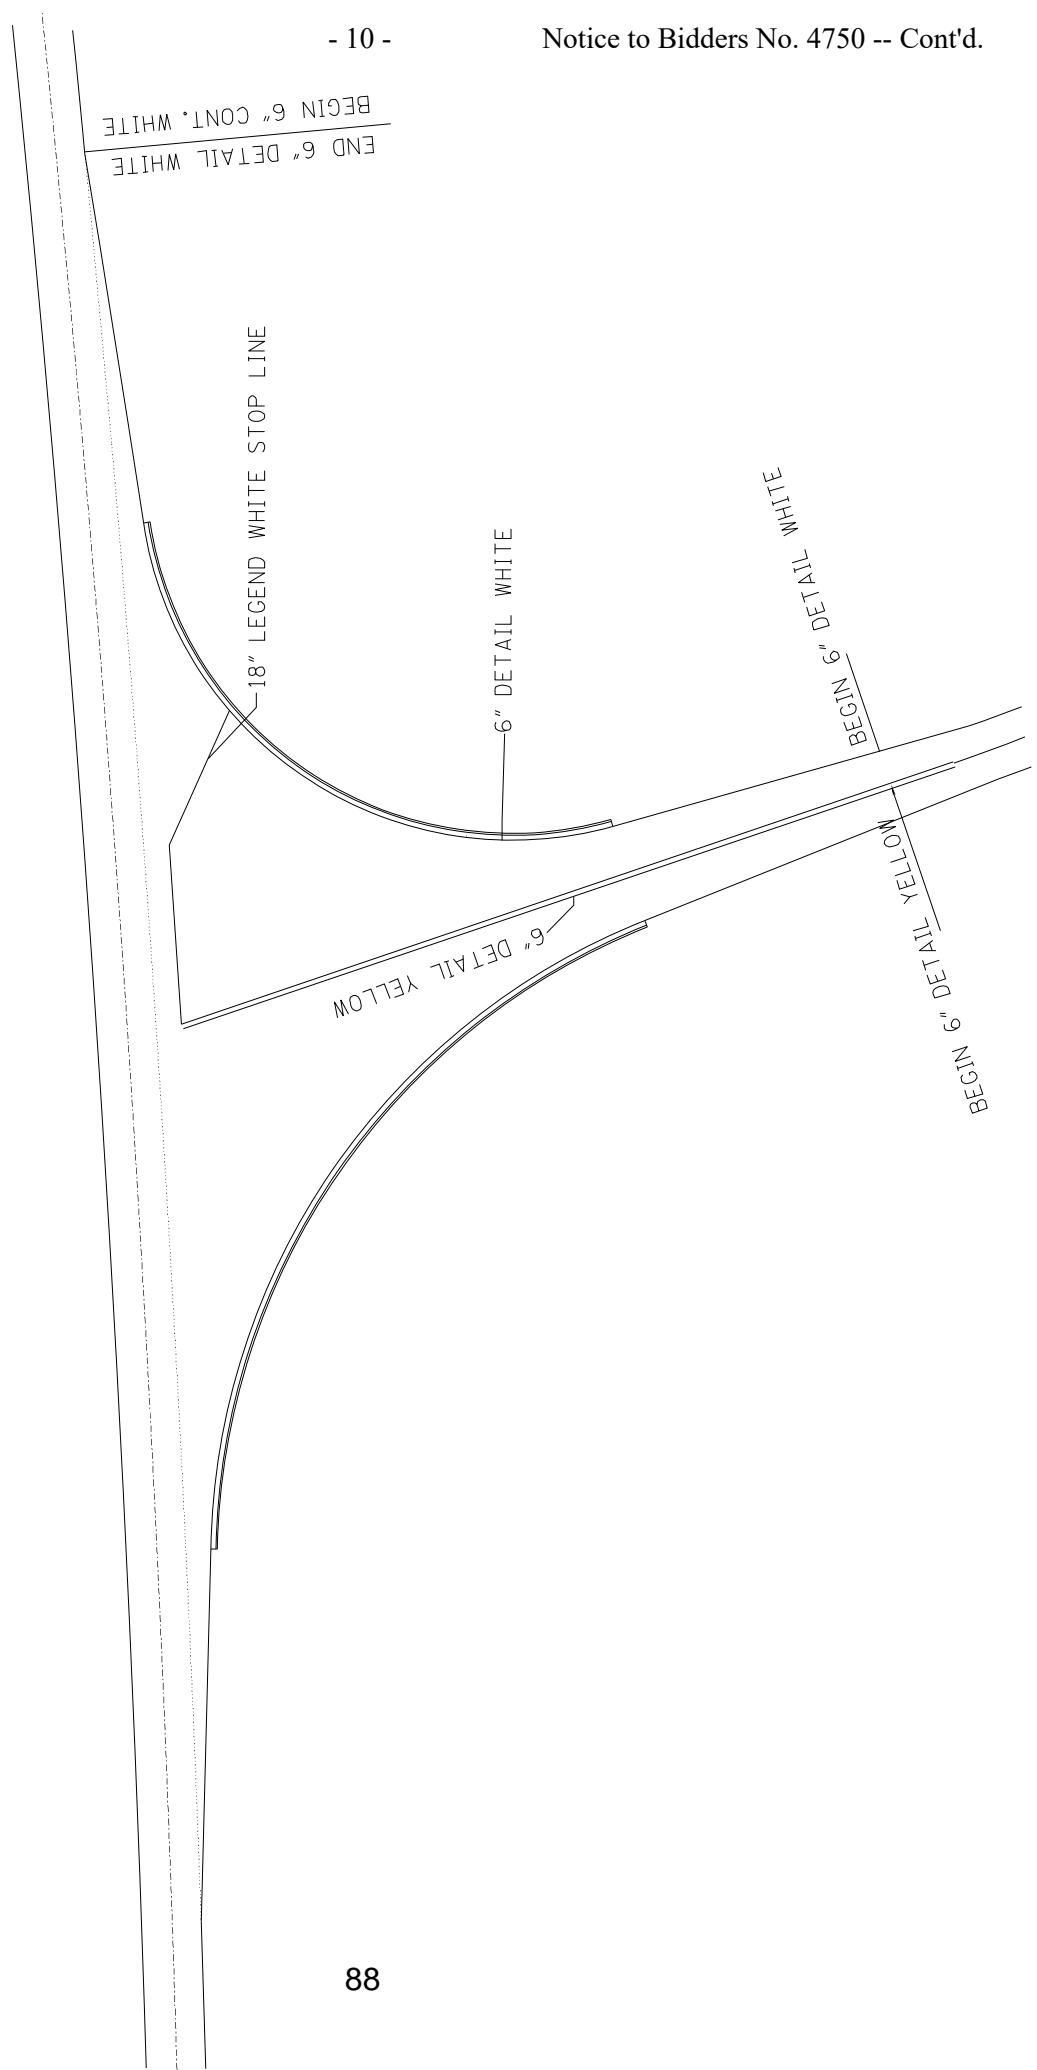 - 10 -
Notice to Bidders No. 4750 -- Cont'd.
BEGIN 6" CONT. WHITE
END 6" DETAIL WHITE
18" LEGEND WHITE STOP LINE
6" DETAIL WHITE
BEGIN 6" DETAIL WHITE
6" DETAIL YELLOW
BEGIN 6" DETAIL YELLOW
88